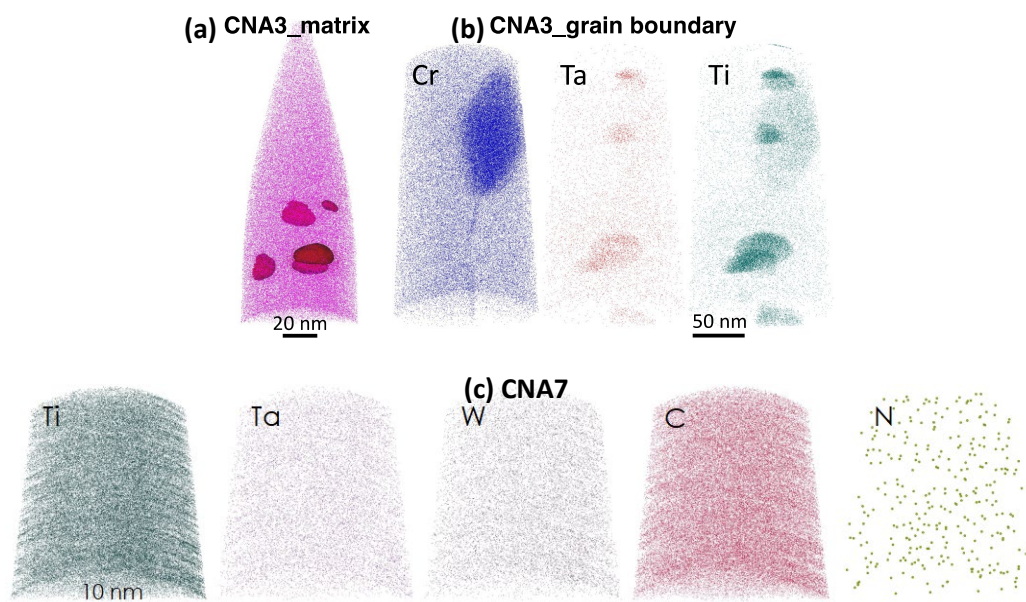 (a) CNA3_matrix
(b) CNA3_grain boundary
Cr
Ta
Ti
20 nm
50 nm
(c) CNA7
Ti
Ta
W
C
N
10 nm